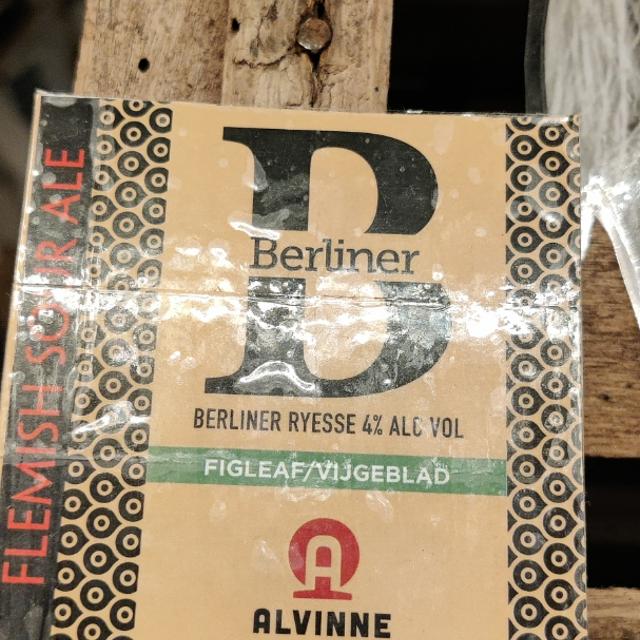 FLEMISH SOUR ALE
B
Berliner
BERLINER RYESSE 4% ALC VOL
FIGLEAF/VIJGEBLAD
A
ALVINNE